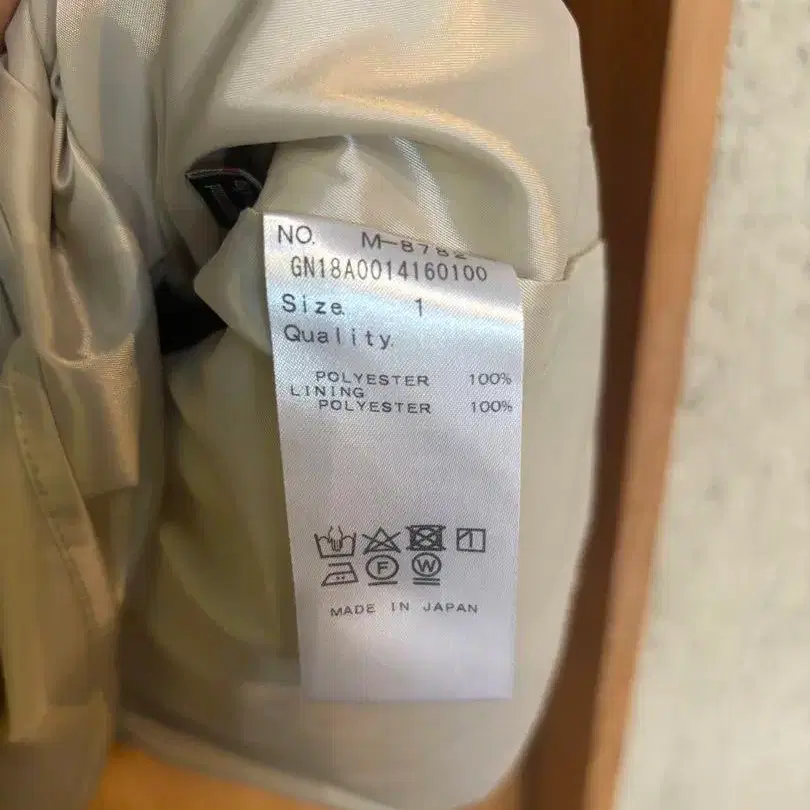 NO. M-8782
GN18A0014160100
Size 1
Quality.
POLYESTER 100%
LINING
POLYESTER 100%
F W
MADE IN JAPAN